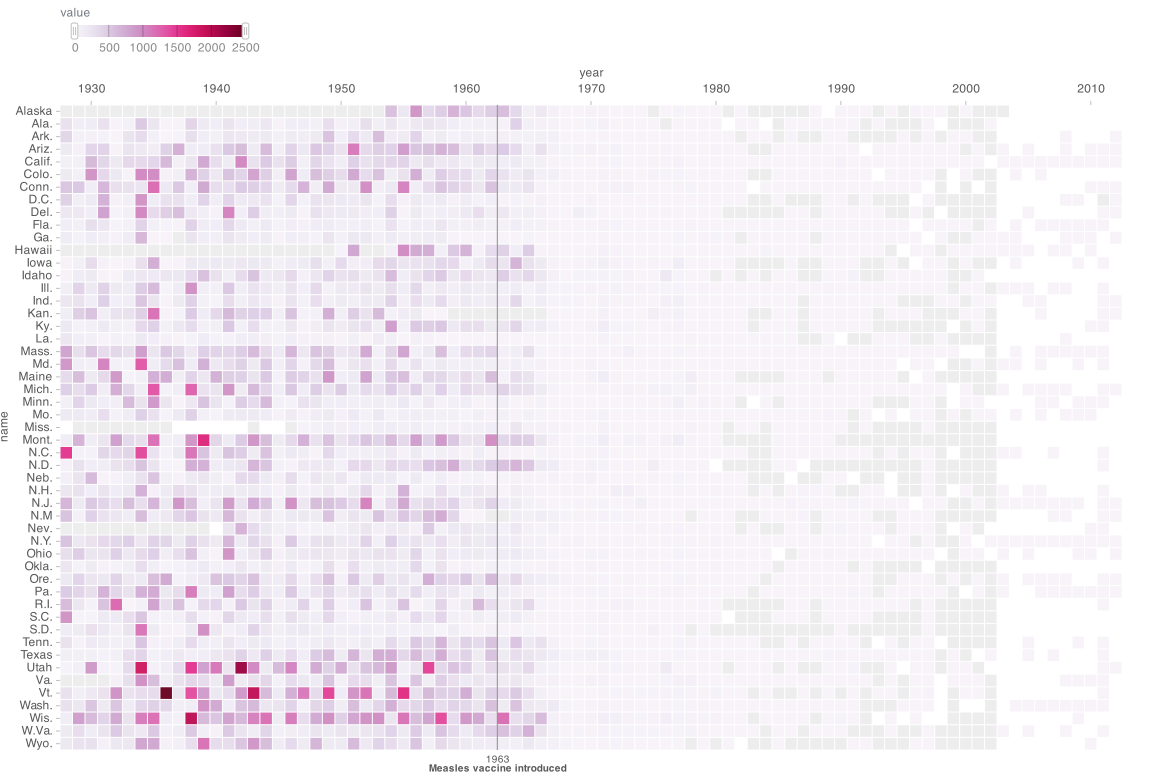 value
0 500 1000 1500 2000 2500
year
1930 1940 1950 1960 1970 1980 1990 2000 2010
name
Alaska
Ala.
Ark.
Ariz.
Calif.
Colo.
Conn.
D.C.
Del.
Fla.
Ga.
Hawaii
Iowa
Idaho
Ill.
Ind.
Kan.
Ky.
La.
Mass.
Md.
Maine
Mich.
Minn.
Mo.
Miss.
Mont.
N.C.
N.D.
Neb.
N.H.
N.J.
N.M
Nev.
N.Y.
Ohio
Okla.
Ore.
Pa.
R.I.
S.C.
S.D.
Tenn.
Texas
Utah
Va.
Vt.
Wash.
Wis.
W.Va.
Wyo.
1963
Measles vaccine introduced